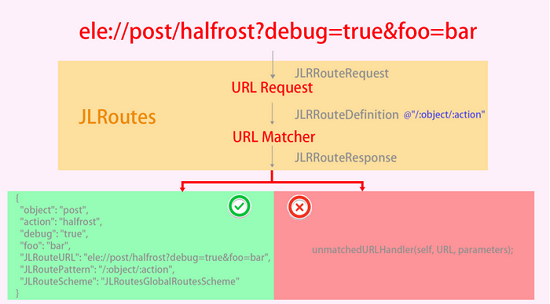 ele://post/halfrost?debug=true&foo=bar
JLRRouteRequest
URL Request
JLRoutes
JLRRouteDefinition @"/:object/:action"
URL Matcher
JLRRouteResponse
{
"object": "post",
"action": "halfrost",
"debug": "true",
"foo": "bar",
"JLRouteURL": "ele://post/halfrost?debug=true&foo=bar",
"JLRoutePattern": "/:object/:action",
"JLRouteScheme": "JLRoutesGlobalRoutesScheme"
}
unmatchedURLHandler(self, URL, parameters);